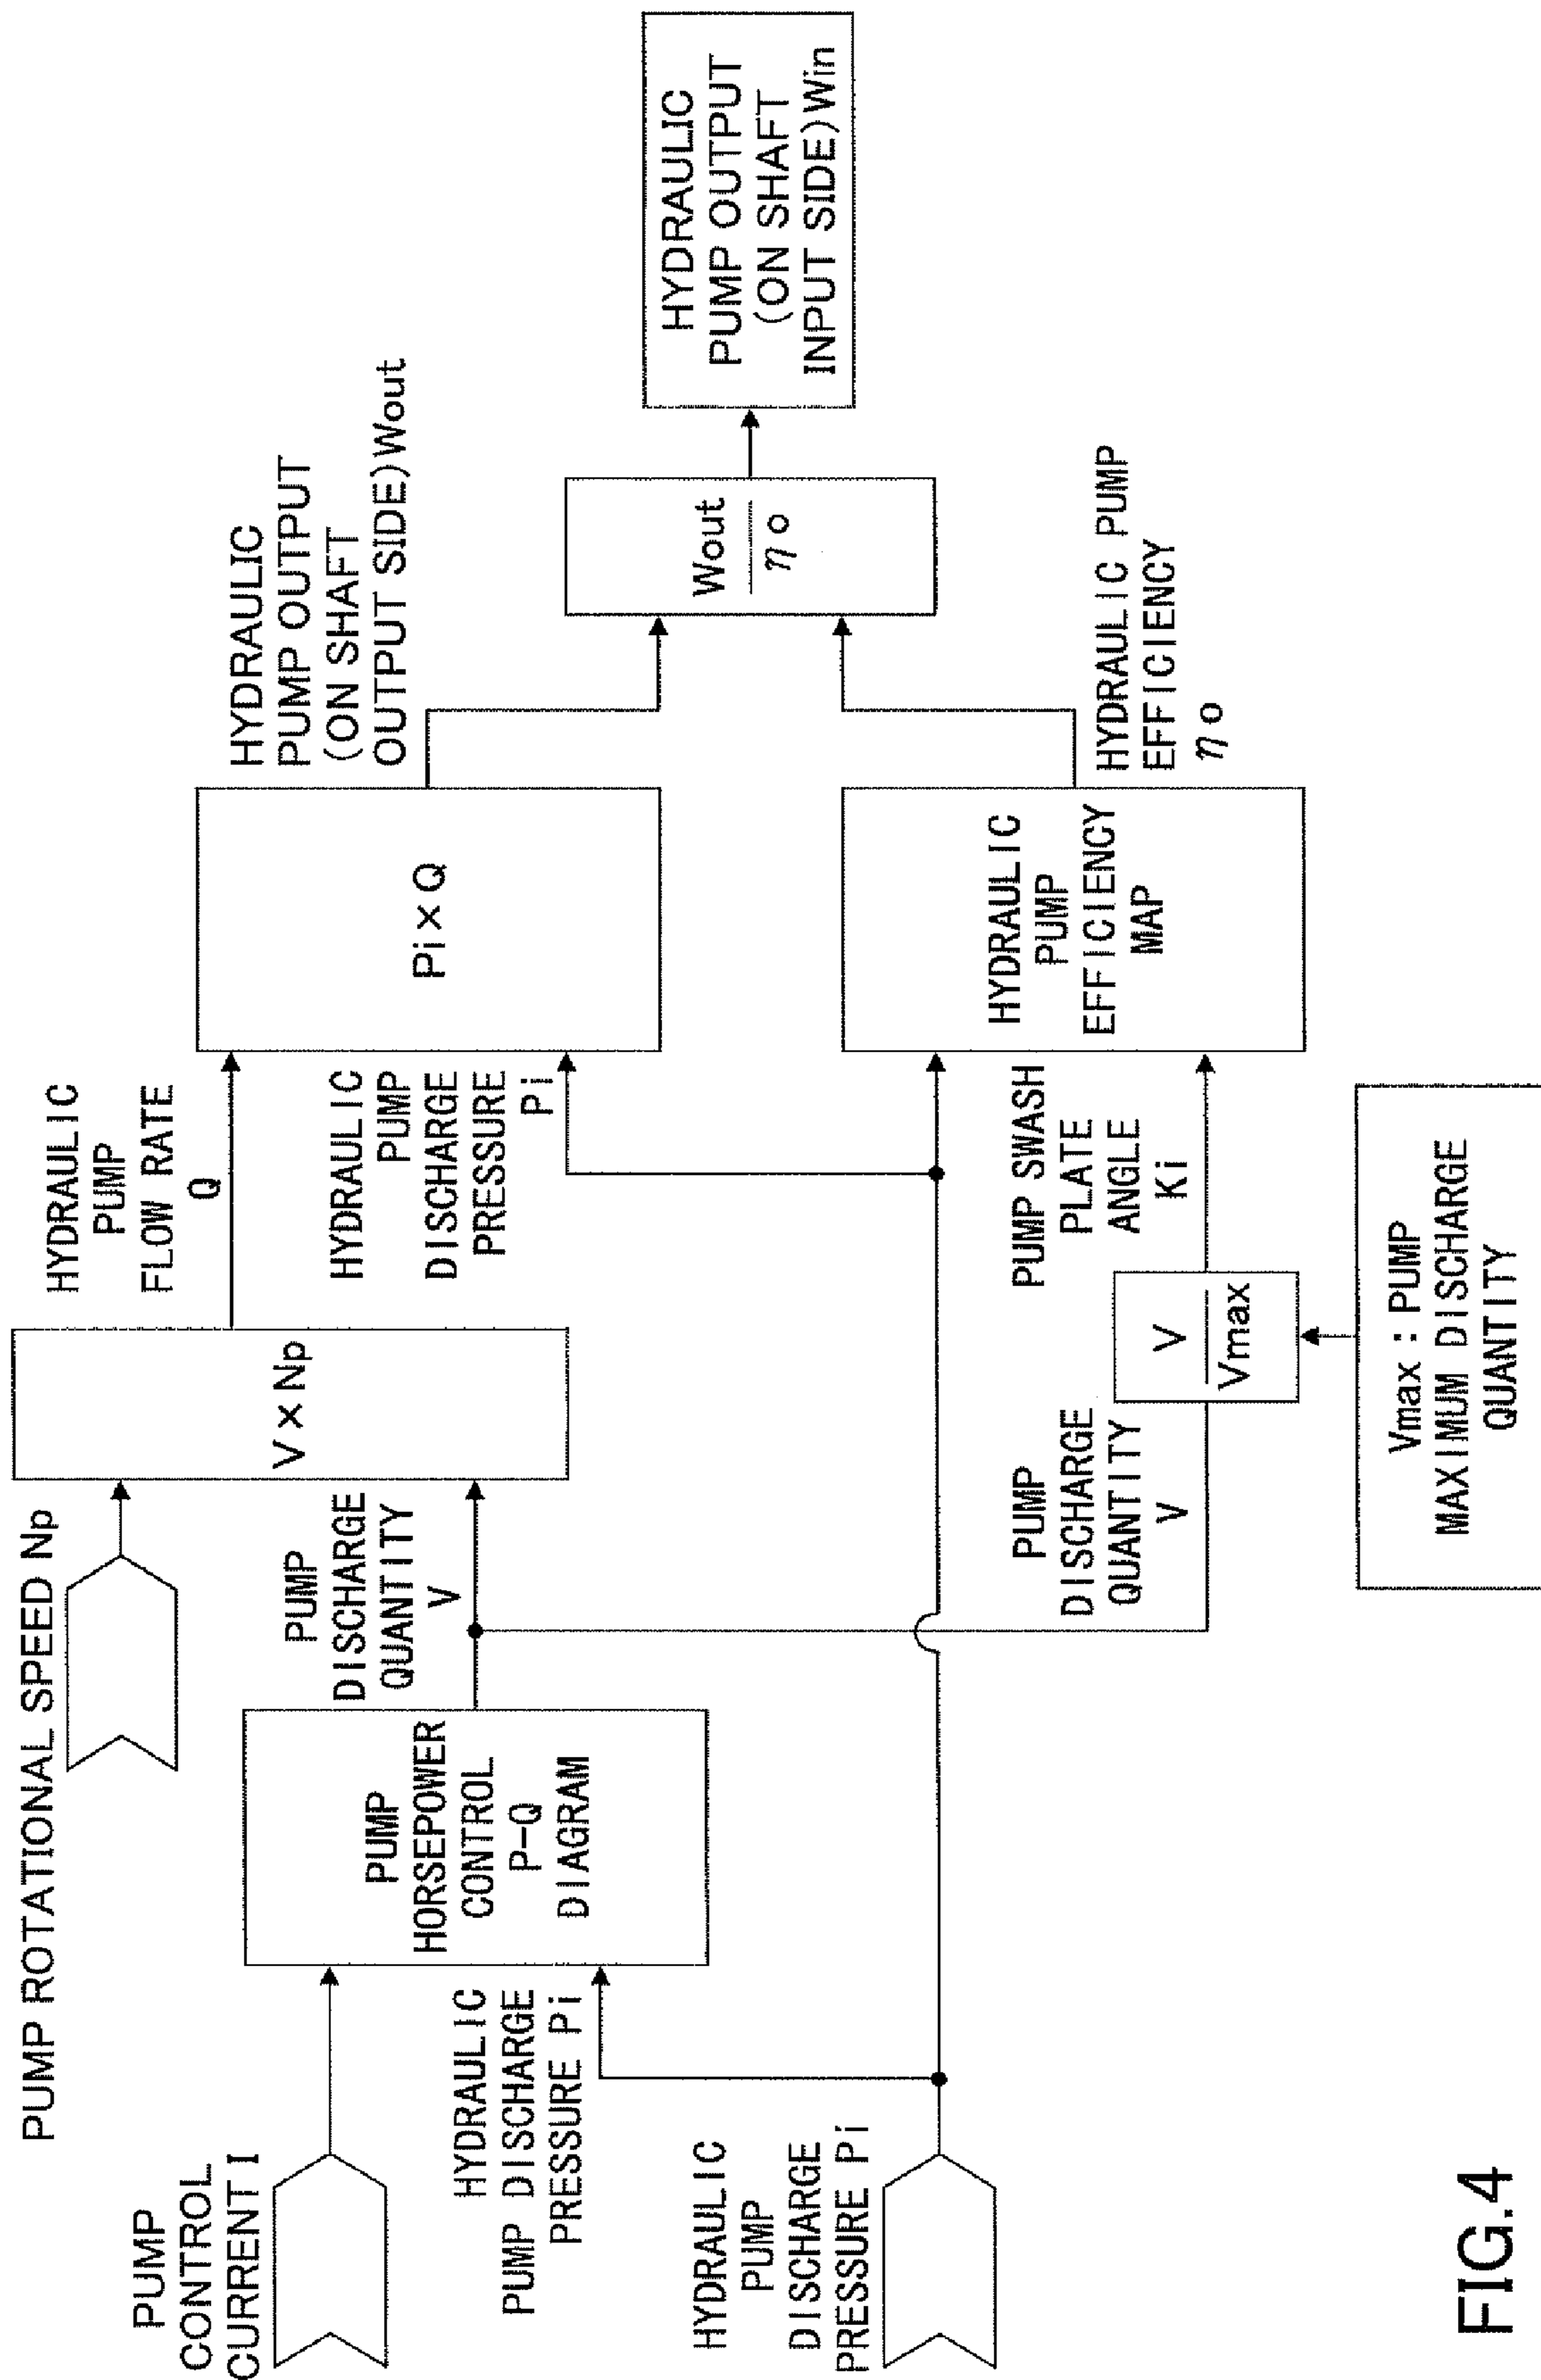 PUMP ROTATIONAL SPEED Np
PUMP
CONTROL
CURRENT I
HYDRAULIC
PUMP DISCHARGE
PRESSURE Pi
HYDRAULIC
PUMP
DISCHARGE
PRESSURE Pi
PUMP
HORSEPOWER
CONTROL
P-Q
DIAGRAM
PUMP
DISCHARGE
QUANTITY
V
V×Np
HYDRAULIC
PUMP
FLOW RATE
Q
HYDRAULIC
PUMP
DISCHARGE
PRESSURE
Pi
Pi×Q
HYDRAULIC
PUMP OUTPUT
(ON SHAFT
OUTPUT SIDE)Wout
PUMP
DISCHARGE
QUANTITY
V
V
Vmax
Vmax:PUMP
MAXIMUM DISCHARGE
QUANTITY
PUMP SWASH
PLATE
ANGLE
Ki
HYDRAULIC
PUMP
EFFICIENCY
MAP
HYDRAULIC PUMP
EFFICIENCY
ηo
Wout
ηo
HYDRAULIC
PUMP OUTPUT
(ON SHAFT
INPUT SIDE)Win
FIG.4